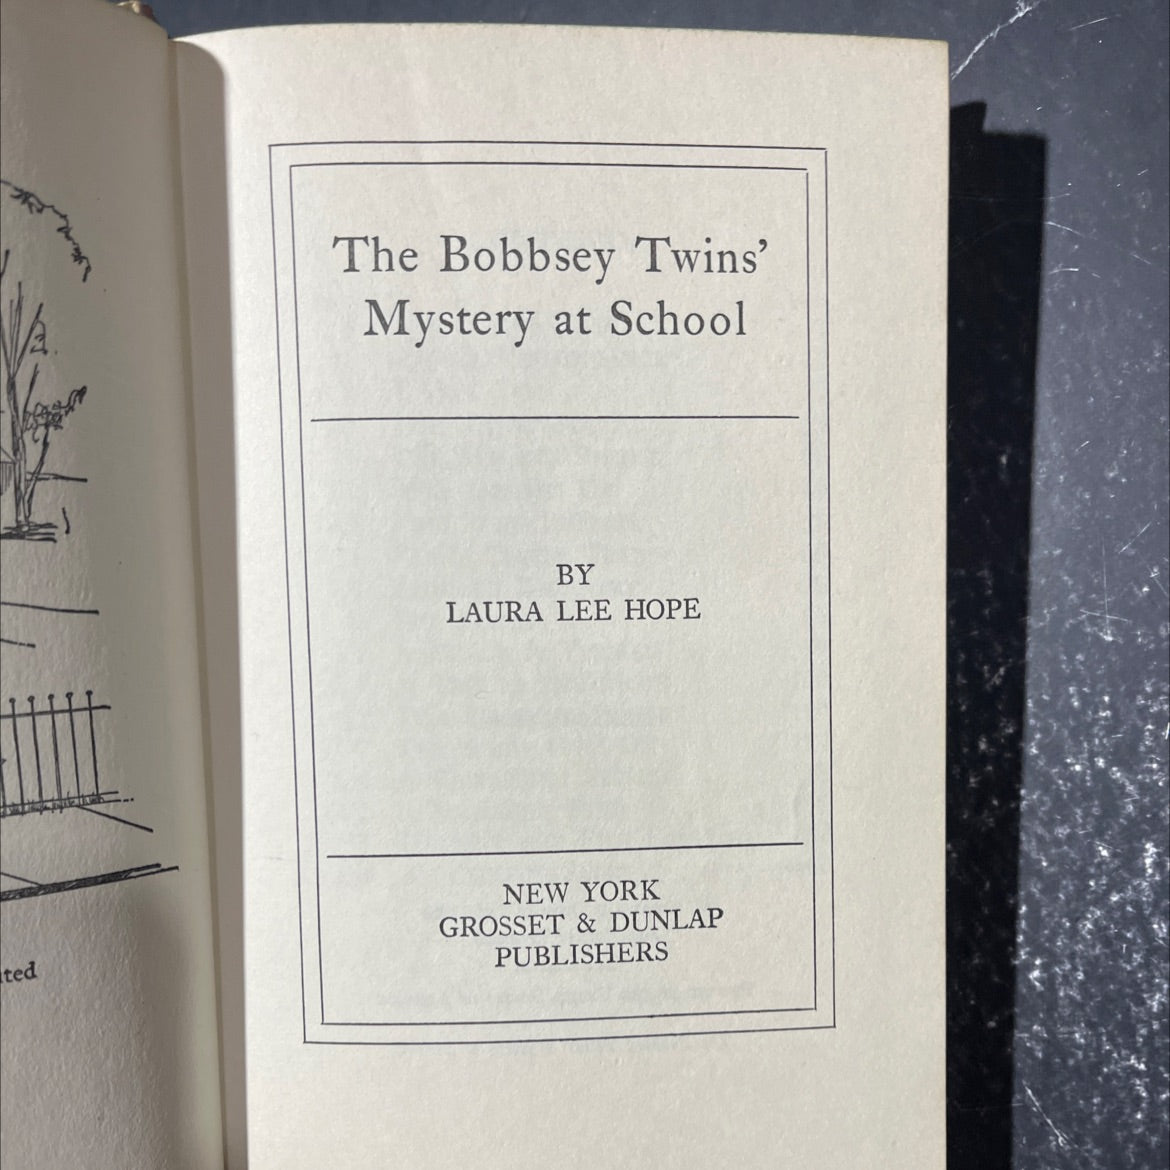 The Bobbsey Twins’
Mystery at School
BY
LAURA LEE HOPE
NEW YORK
GROSSET & DUNLAP
PUBLISHERS